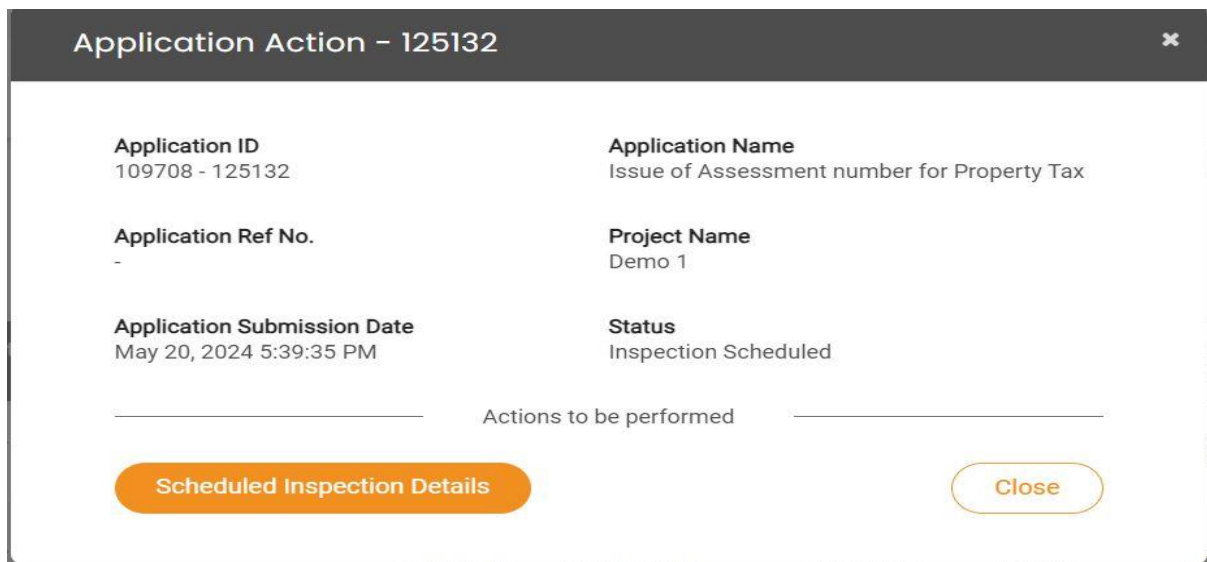 Application Action - 125132
Application ID
109708 - 125132
Application Name
Issue of Assessment number for Property Tax
Application Ref No.
-
Project Name
Demo 1
Application Submission Date
May 20, 2024 5:39:35 PM
Status
Inspection Scheduled
Actions to be performed
Scheduled Inspection Details
Close